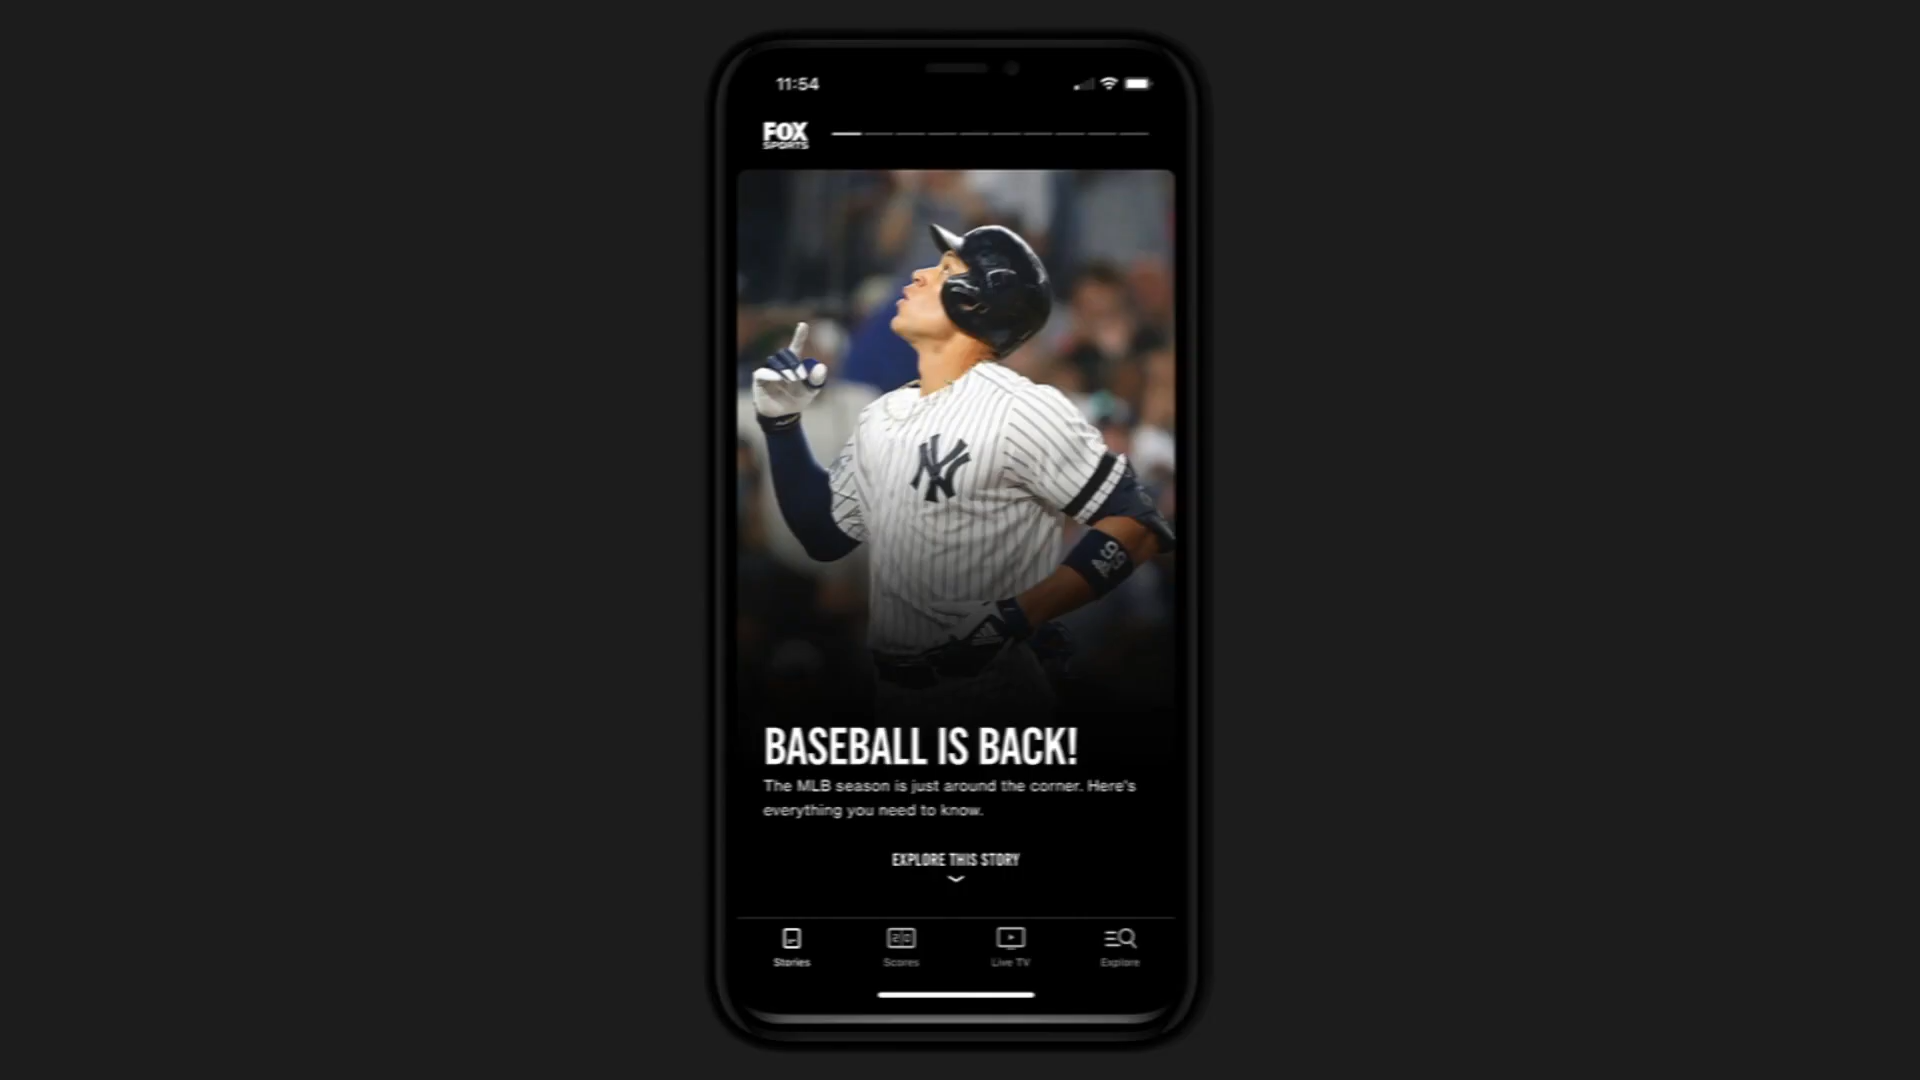 11:54
FOX
SPORTS
NY
BASEBALL IS BACK!
The MLB season is just around the corner. Here's
everything you need to know.
EXPLORE THIS STORY
Stories
Scores
Live TV
Explore